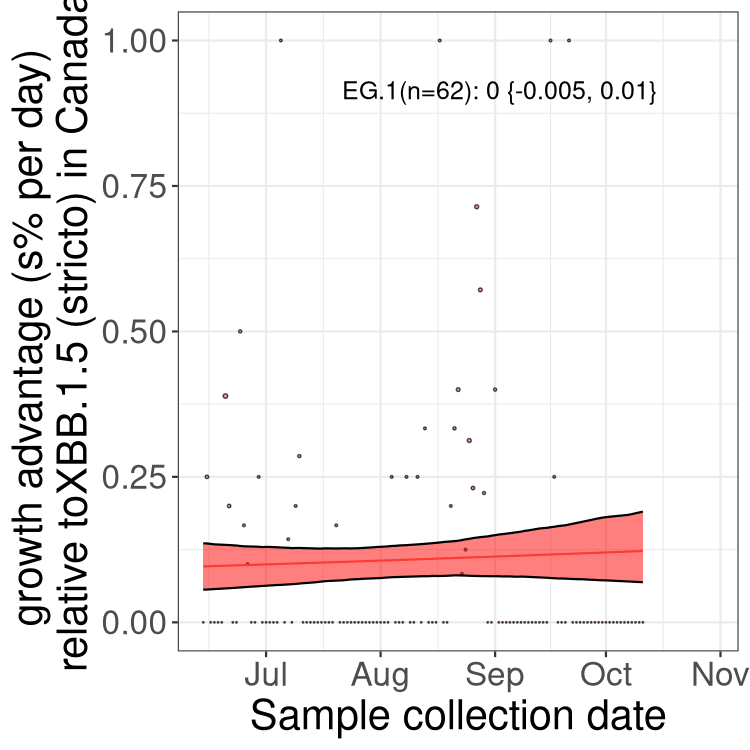 growth advantage (s% per day)
relative toXBB.1.5 (stricto) in Canada
1.00
0.75
0.50
0.25
0.00
EG.1(n=62): 0 {-0.005, 0.01}
Jul Aug Sep Oct Nov
Sample collection date